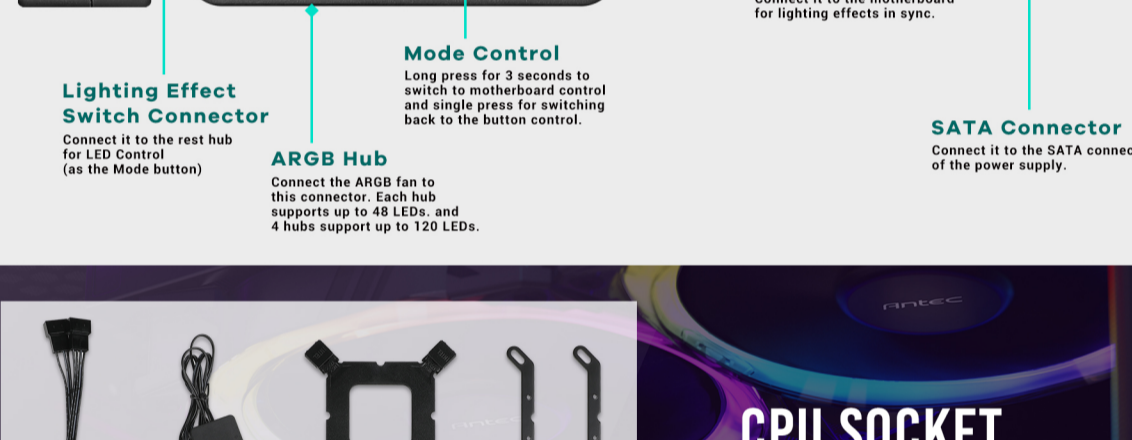 Connect it to the motherboard
for lighting effects in sync.
Mode Control
Long press for 3 seconds to
switch to motherboard control
and single press for switching
back to the button control.
Lighting Effect
Switch Connector
Connect it to the rest hub
for LED Control
(as the Mode button)
ARGB Hub
Connect the ARGB fan to
this connector. Each hub
supports up to 48 LEDs. and
4 hubs support up to 120 LEDs.
SATA Connector
Connect it to the SATA connec
of the power supply.
Antec
Antec
CPU SOCKET